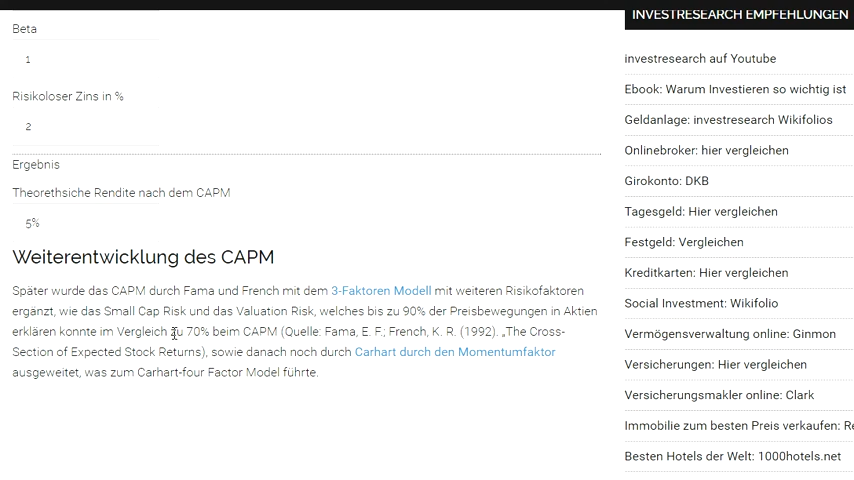 Beta
1
Risikoloser Zins in %
2
Ergebnis
Theorethsiche Rendite nach dem CAPM
5%
Weiterentwicklung des CAPM
Später wurde das CAPM durch Fama und French mit dem 3-Faktoren Modell mit weiteren Risikofaktoren
ergänzt, wie das Small Cap Risk und das Valuation Risk, welches bis zu 90% der Preisbewegungen in Aktien
erklären konnte im Vergleich zu 70% beim CAPM (Quelle: Fama, E. F.; French, K. R. (1992). „The Cross-
Section of Expected Stock Returns), sowie danach noch durch Carhart durch den Momentumfaktor
ausgeweitet, was zum Carhart-four Factor Model führte.
INVESTRESEARCH EMPFEHLUNGEN
investresearch auf Youtube
Ebook: Warum Investieren so wichtig ist
Geldanlage: investresearch Wikifolios
Onlinebroker: hier vergleichen
Girokonto: DKB
Tagesgeld: Hier vergleichen
Festgeld: Vergleichen
Kreditkarten: Hier vergleichen
Social Investment: Wikifolio
Vermögensverwaltung online: Ginmon
Versicherungen: Hier vergleichen
Versicherungsmakler online: Clark
Immobilie zum besten Preis verkaufen: Re
Besten Hotels der Welt: 1000hotels.net